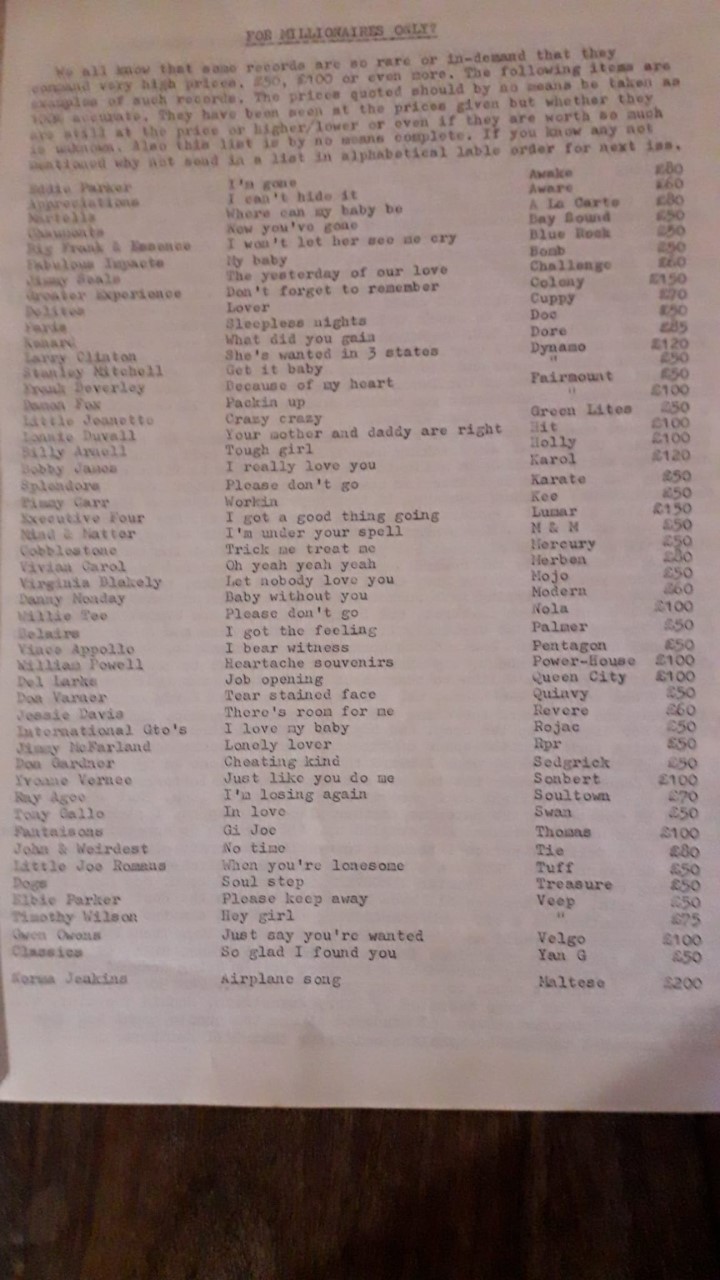 FOR MILLIONAIRES ONLY?
We all know that some records are so rare or in-demand that they
command very high prices. £50, £100 or even more. The following items are
examples of such records. The prices quoted should by no means be taken as
100% accurate. They have been seen at the prices given but whether they
are still at the price or higher/lower or even if they are worth so much
is unknown. Also this list is by no means complete. If you know any not
mentioned why not send in a list in alphabetical lable order for next iss.
Eddie Parker I'm gone Awake £80
Appreciations I can't hide it Aware £60
Martells Where can my baby be A La Carte £80
Chaumonts Now you've gone Bay Sound £50
Big Frank & Essence I won't let her see me cry Blue Rock £50
Fabulous Impacts My baby Bomb £50
Jimmy Seals The yesterday of our love Challenge £60
Greater Experience Don't forget to remember Colony £150
Delites Lover Cuppy £70
Paris Sleepless nights Doc £50
Kenard What did you gain Dore £85
Larry Clinton She's wanted in 3 states Dynamo £120
Stanley Mitchell Get it baby " £50
Frank Beverley Because of my heart Fairmount £50
Damon Fox Packin up " £100
Little Jeanette Crazy crazy Green Lites £50
Lonnie Duvall Your mother and daddy are right Hit £100
Billy Arnell Tough girl Holly £100
Bobby James I really love you Karol £120
Splendors Please don't go Karate £50
Carr Workin Kee £50
Executive Four I got a good thing going Lumar £150
Mind & Matter I'm under your spell M & M £50
Cobblestone Trick me treat me Mercury £50
Vivian Carol Oh yeah yeah yeah Merben £80
Virginia Blakely Let nobody love you Mojo £50
Danny Monday Baby without you Modern £60
Willie Tee Please don't go Nola £100
Belairs I got the feeling Palmer £50
Vince Appollo I bear witness Pentagon £50
William Powell Heartache souvenirs Power-House £100
Del Larks Job opening Queen City £100
Don Varner Tear stained face Quinvy £50
Jessie Davis There's room for me Revere £60
International Gto's I love my baby Rojac £50
Jimmy McFarland Lonely lover Rpr £50
Don Gardner Cheating kind Sedgrick £50
Yvonne Vernee Just like you do me Sonbert £100
Ray Agee I'm losing again Soultown £70
Tony Gallo In love Swan £50
Fantaisons Gi Joe Thomas £100
John & Weirdest No time Tie £80
Little Joe Romans When you're lonesome Tuff £50
Dogs Soul step Treasure £50
Elbie Parker Please keep away Veep £50
Timothy Wilson Hey girl " £75
Gwen Owens Just say you're wanted Velgo £100
Classics So glad I found you Yan G £50
Norma Jenkins Airplane song Maltese £200